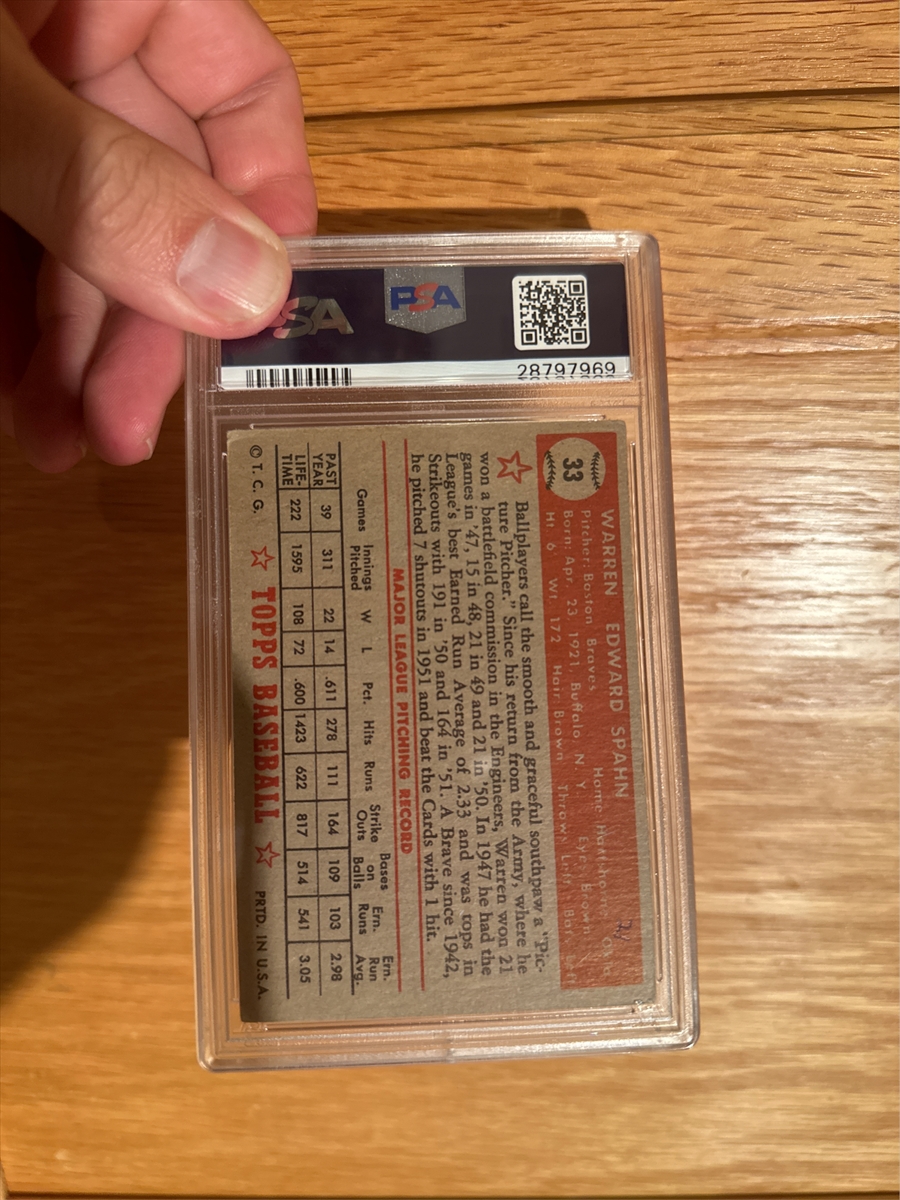 PSA
PSA
28797969
33
WARREN EDWARD SPAHN
Pitcher: Boston Braves Home: Hartshorne, Okla.
Born: Apr. 23, 1921, Buffalo, N. Y. Eyes: Brown
Ht. 6' Wt. 172 Hair: Brown Throws: Left Bat: Left
Ballplayers call the smooth and graceful southpaw a "Pic-
ture Pitcher." Since his return from the Army, where he
won a battlefield commission in the Engineers, Warren won 21
games in '47, 15 in 48, 21 in 49 and 21 in '50. In 1947 he had the
League's best Earned Run Average of 2.33 and was tops in
Strikeouts with 191 in '50 and 164 in '51. A Brave since 1942,
he pitched 7 shutouts in 1951 and beat the Cards with 1 hit.
MAJOR LEAGUE PITCHING RECORD
Games Innings Pitched W L Pct. Hits Runs Strike Outs Bases on Balls Ern. Runs Ern. Run Avg.
PAST YEAR 39 311 22 14 .611 278 111 164 109 103 2.98
LIFE-TIME 222 1595 108 72 .600 1423 622 817 514 541 3.05
© T. C. G. TOPPS BASEBALL PRTD. IN U.S.A.